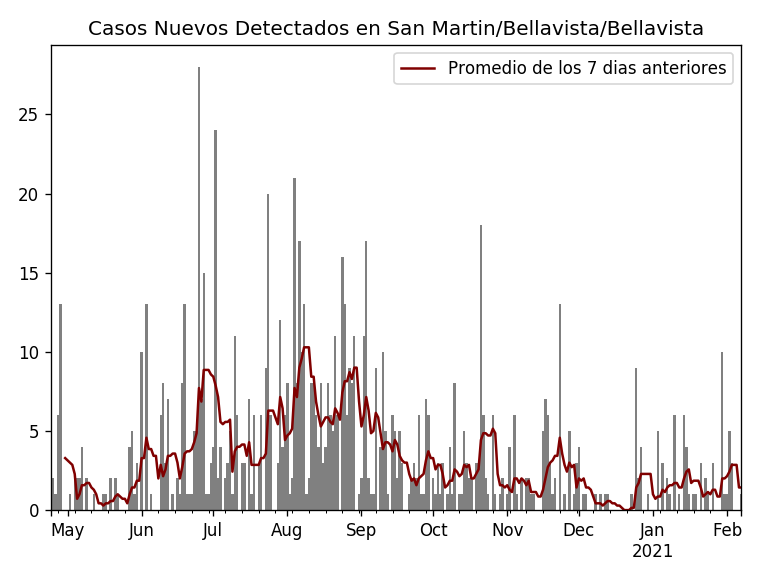 Casos Nuevos Detectados en San Martin/Bellavista/Bellavista
Promedio de los 7 dias anteriores
25
20
15
10
5
0
May Jun Jul Aug Sep Oct Nov Dec Jan Feb
2021